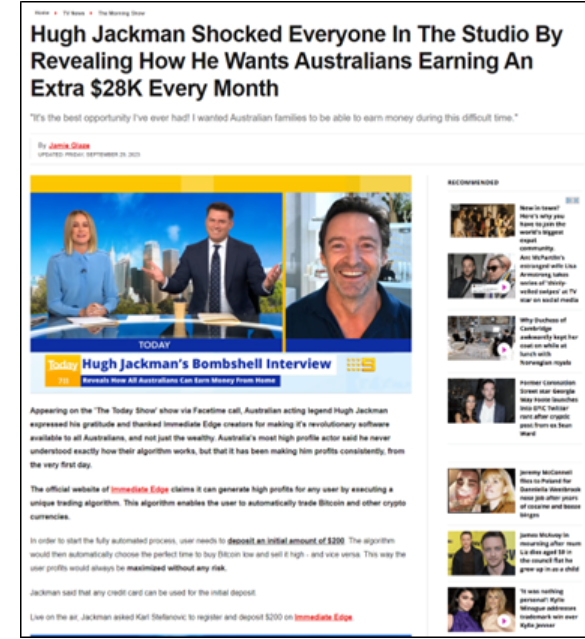 Home • TV News • The Morning Show
Hugh Jackman Shocked Everyone In The Studio By
Revealing How He Wants Australians Earning An
Extra $28K Every Month
"It's the best opportunity I've ever had! I wanted Australian families to be able to earn money during this difficult time."
By Jamie Glaze
UPDATED: FRIDAY, SEPTEMBER 29, 2023
RECOMMENDED
TODAY
Today
Hugh Jackman's Bombshell Interview
Reveals How All Australians Can Earn Money From Home
Appearing on the 'The Today Show' show via Facetime call, Australian acting legend Hugh Jackman
expressed his gratitude and thanked Immediate Edge creators for making it's revolutionary software
available to all Australians, and not just the wealthy. Australia's most high profile actor said he never
understood exactly how their algorithm works, but that it has been making him profits consistently, from
the very first day.
The official website of Immediate Edge claims it can generate high profits for any user by executing a
unique trading algorithm. This algorithm enables the user to automatically trade Bitcoin and other crypto
currencies.
In order to start the fully automated process, user needs to deposit an initial amount of $200. The algorithm
would then automatically choose the perfect time to buy Bitcoin low and sell it high - and vice versa. This way the
user profits would always be maximized without any risk.
Jackman said that any credit card can be used for the initial deposit.
Live on the air, Jackman asked Karl Stefanovic to register and deposit $200 on Immediate Edge.
New in town?
Here's why you
have to join the
world's biggest
expat
community.
Ant McPartlin's
estranged wife Lisa
Armstrong takes
series of 'thinly-
veiled swipes' at TV
star on social media
Why Duchess of
Cambridge
awkwardly kept her
coat on while at
lunch with
Norwegian royals
Former Coronation
Street star Georgia
May Foote launches
into EPIC Twitter
rant after cryptic
post from ex Sean
Ward
Jeremy McConnell
flies to Poland for
Danniella Westbrook
nose job after years
of cocaine and booze
binges
James McAvoy in
mourning after mum
Liz dies aged 59 in
the council flat he
grew up in as a child
'It was nothing
personal': Kylie
Minogue addresses
trademark win over
Kylie Jenner